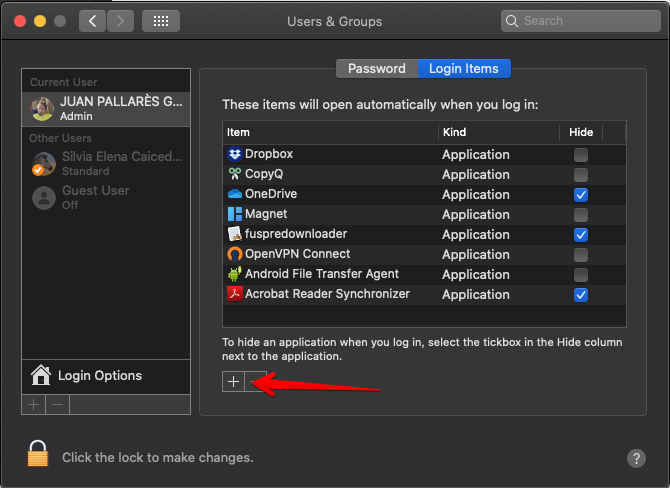 Users & Groups
Search
Current User
JUAN PALLARÈS G...
Admin
Other Users
Silvia Elena Caiced...
Standard
Guest User
Off
Login Options
Password
Login Items
These items will open automatically when you log in:
Item Kind Hide
Dropbox Application
CopyQ Application
OneDrive Application
Magnet Application
fuspredownloader Application
OpenVPN Connect Application
Android File Transfer Agent Application
Acrobat Reader Synchronizer Application
To hide an application when you log in, select the tickbox in the Hide column
next to the application.
Click the lock to make changes.
?